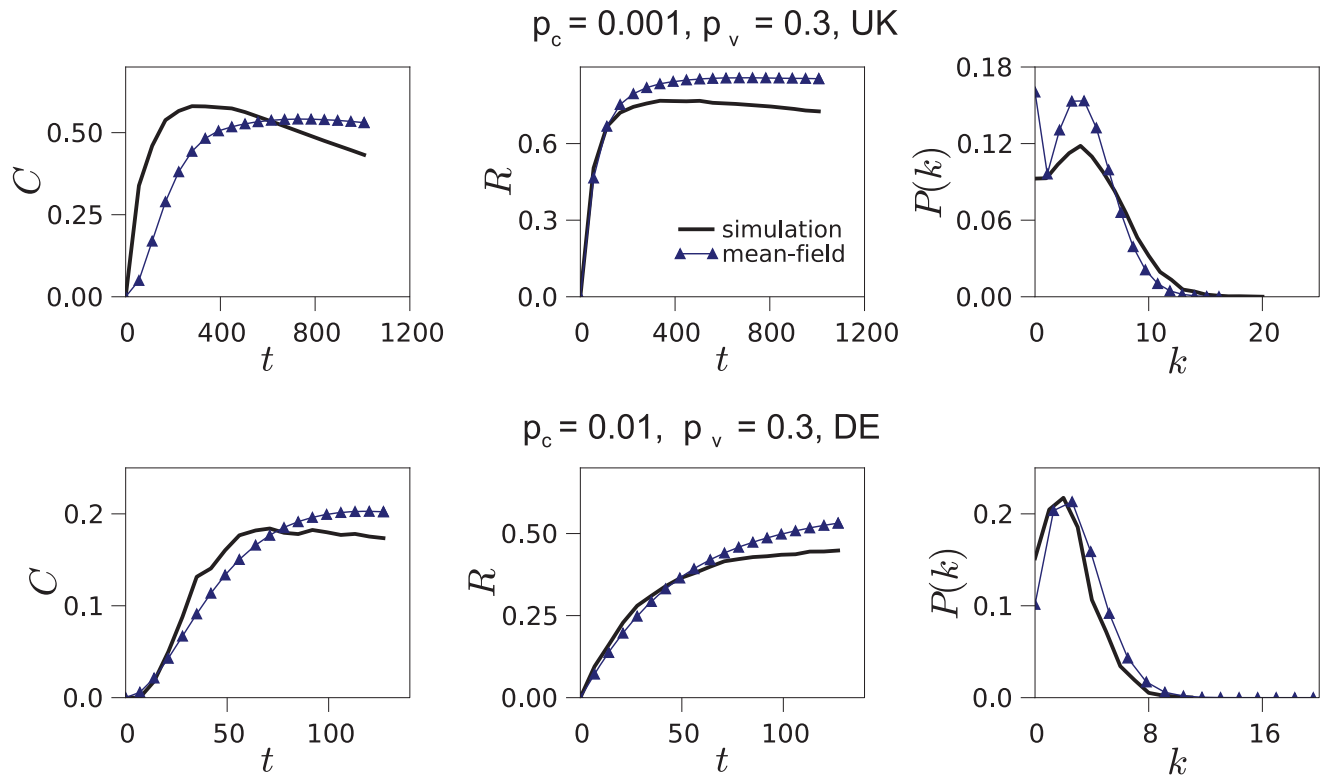 p_c = 0.001, p_v = 0.3, UK
C
0.50
0.25
0.00
0 400 800 1200
t
R
0.6
0.3
0.0
simulation
mean-field
0 400 800 1200
t
P(k)
0.18
0.12
0.06
0.00
0 10 20
k
p_c = 0.01, p_v = 0.3, DE
C
0.2
0.1
0.0
0 50 100
t
R
0.50
0.25
0.00
0 50 100
t
P(k)
0.2
0.1
0.0
0 8 16
k